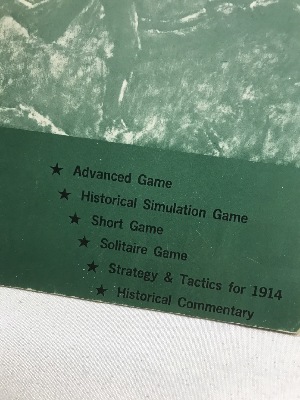 ★ Advanced Game
★ Historical Simulation Game
★ Short Game
★ Solitaire Game
★ Strategy & Tactics for 1914
★ Historical Commentary